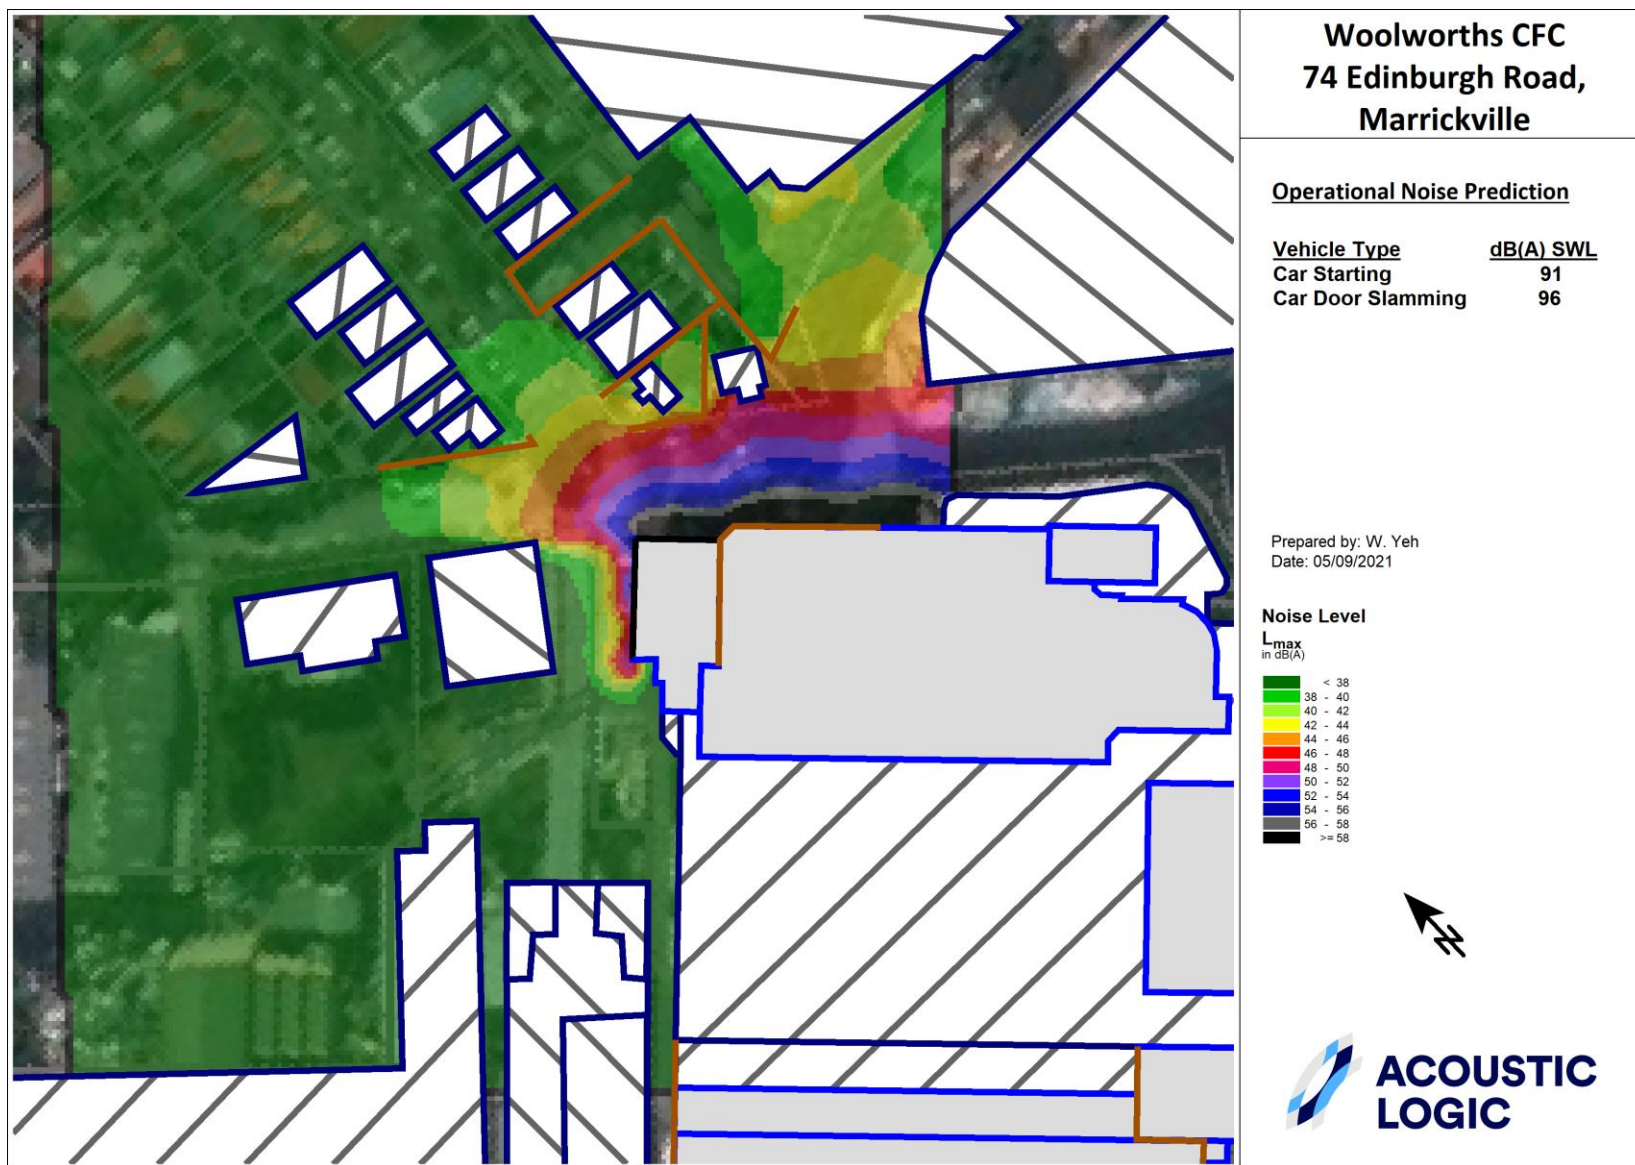 Woolworths CFC
74 Edinburgh Road,
Marrickville
Operational Noise Prediction
Vehicle Type dB(A) SWL
Car Starting 91
Car Door Slamming 96
Prepared by: W. Yeh
Date: 05/09/2021
Noise Level
Lmax
in dB(A)
< 38
38 - 40
40 - 42
42 - 44
44 - 46
46 - 48
48 - 50
50 - 52
52 - 54
54 - 56
56 - 58
>= 58
N
ACOUSTIC
LOGIC